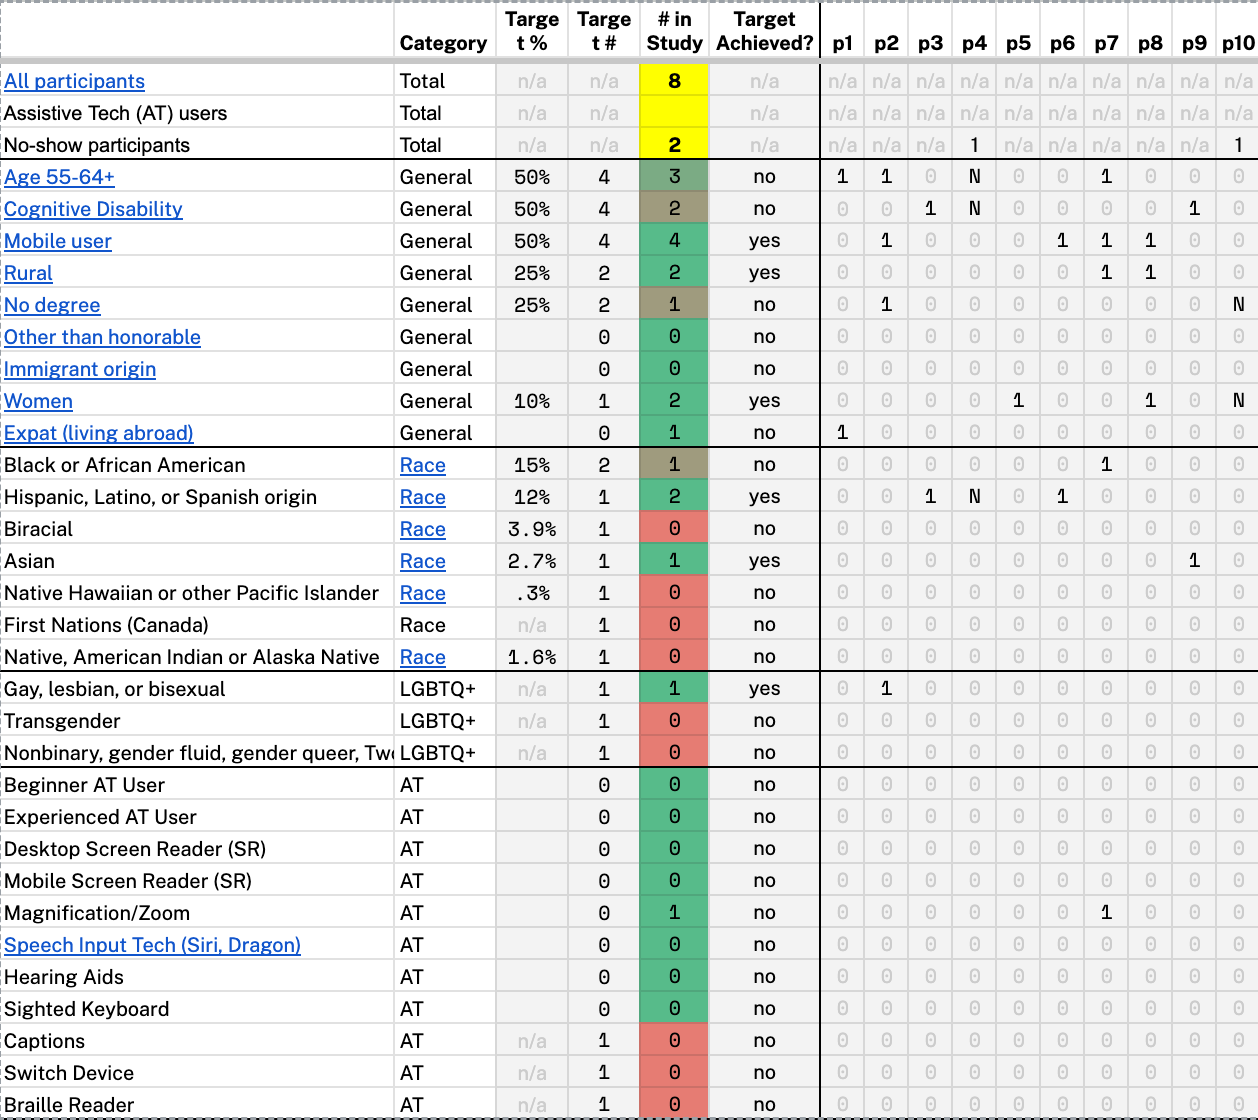 Category Target % Target # # in Study Target Achieved? p1 p2 p3 p4 p5 p6 p7 p8 p9 p10
All participants Total n/a n/a 8 n/a n/a n/a n/a n/a n/a n/a n/a n/a n/a n/a
Assistive Tech (AT) users Total n/a n/a n/a n/a n/a n/a n/a n/a n/a n/a n/a n/a n/a
No-show participants Total n/a n/a 2 n/a n/a n/a n/a 1 n/a n/a n/a n/a n/a 1
Age 55-64+ General 50% 4 3 no 1 1 0 N 0 0 1 0 0 0
Cognitive Disability General 50% 4 2 no 0 0 1 N 0 0 0 0 1 0
Mobile user General 50% 4 4 yes 0 1 0 0 0 1 1 1 0 0
Rural General 25% 2 2 yes 0 0 0 0 0 0 1 1 0 0
No degree General 25% 2 1 no 0 1 0 0 0 0 0 0 0 N
Other than honorable General 0 0 no 0 0 0 0 0 0 0 0 0 0
Immigrant origin General 0 0 no 0 0 0 0 0 0 0 0 0 0
Women General 10% 1 2 yes 0 0 0 0 1 0 0 1 0 N
Expat (living abroad) General 0 1 no 1 0 0 0 0 0 0 0 0 0
Black or African American Race 15% 2 1 no 0 0 0 0 0 0 1 0 0 0
Hispanic, Latino, or Spanish origin Race 12% 1 2 yes 0 0 1 N 0 1 0 0 0 0
Biracial Race 3.9% 1 0 no 0 0 0 0 0 0 0 0 0 0
Asian Race 2.7% 1 1 yes 0 0 0 0 0 0 0 0 1 0
Native Hawaiian or other Pacific Islander Race .3% 1 0 no 0 0 0 0 0 0 0 0 0 0
First Nations (Canada) Race n/a 1 0 no 0 0 0 0 0 0 0 0 0 0
Native, American Indian or Alaska Native Race 1.6% 1 0 no 0 0 0 0 0 0 0 0 0 0
Gay, lesbian, or bisexual LGBTQ+ n/a 1 1 yes 0 1 0 0 0 0 0 0 0 0
Transgender LGBTQ+ n/a 1 0 no 0 0 0 0 0 0 0 0 0 0
Nonbinary, gender fluid, gender queer, Tw LGBTQ+ n/a 1 0 no 0 0 0 0 0 0 0 0 0 0
Beginner AT User AT 0 0 no 0 0 0 0 0 0 0 0 0 0
Experienced AT User AT 0 0 no 0 0 0 0 0 0 0 0 0 0
Desktop Screen Reader (SR) AT 0 0 no 0 0 0 0 0 0 0 0 0 0
Mobile Screen Reader (SR) AT 0 0 no 0 0 0 0 0 0 0 0 0 0
Magnification/Zoom AT 0 1 no 0 0 0 0 0 0 1 0 0 0
Speech Input Tech (Siri, Dragon) AT 0 0 no 0 0 0 0 0 0 0 0 0 0
Hearing Aids AT 0 0 no 0 0 0 0 0 0 0 0 0 0
Sighted Keyboard AT 0 0 no 0 0 0 0 0 0 0 0 0 0
Captions AT n/a 1 0 no 0 0 0 0 0 0 0 0 0 0
Switch Device AT n/a 1 0 no 0 0 0 0 0 0 0 0 0 0
Braille Reader AT n/a 1 0 no 0 0 0 0 0 0 0 0 0 0